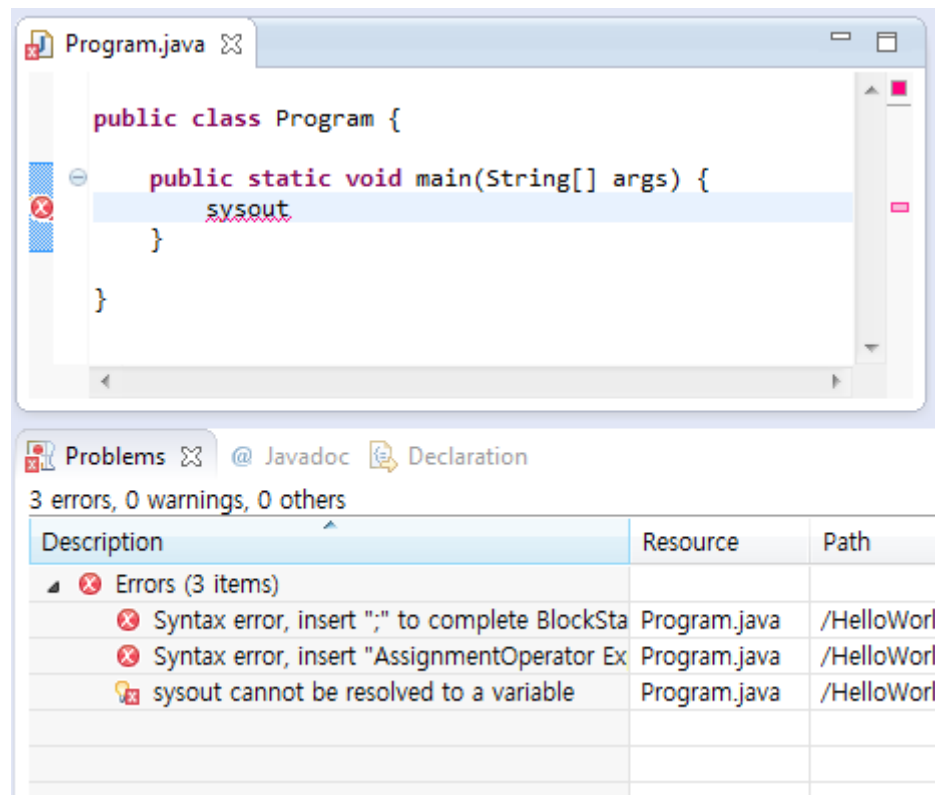 Program.java
public class Program {
public static void main(String[] args) {
sysout
}
}
Problems @ Javadoc Declaration
3 errors, 0 warnings, 0 others
Description Resource Path
Errors (3 items)
Syntax error, insert ";" to complete BlockSta Program.java /HelloWorl
Syntax error, insert "AssignmentOperator Ex Program.java /HelloWorl
sysout cannot be resolved to a variable Program.java /HelloWorl